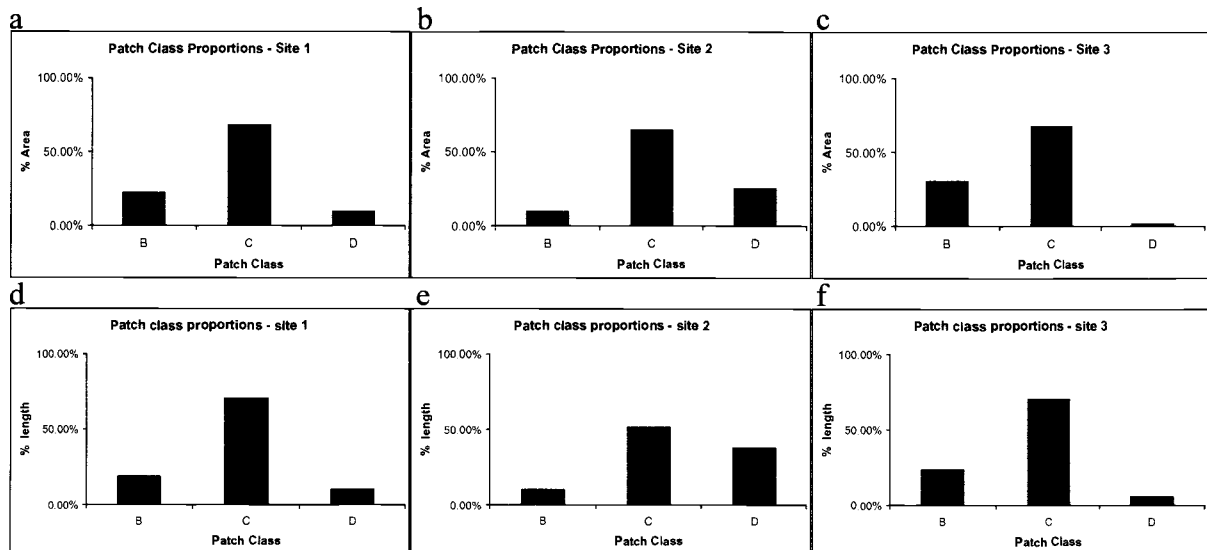 a
Patch Class Proportions - Site 1
100.00%
50.00%
0.00%
% Area
B C D
Patch Class
b
Patch Class Proportions - Site 2
100.00%
50.00%
0.00%
% Area
B C D
Patch Class
c
Patch Class Proportions - Site 3
100.00%
50.00%
0.00%
% Area
B C D
Patch Class
d
Patch class proportions - site 1
100.00%
50.00%
0.00%
% length
B C D
Patch Class
e
Patch class proportions - site 2
100.00%
50.00%
0.00%
% length
B C D
Patch Class
f
Patch class proportions - site 3
100.00%
50.00%
0.00%
% length
B C D
Patch Class